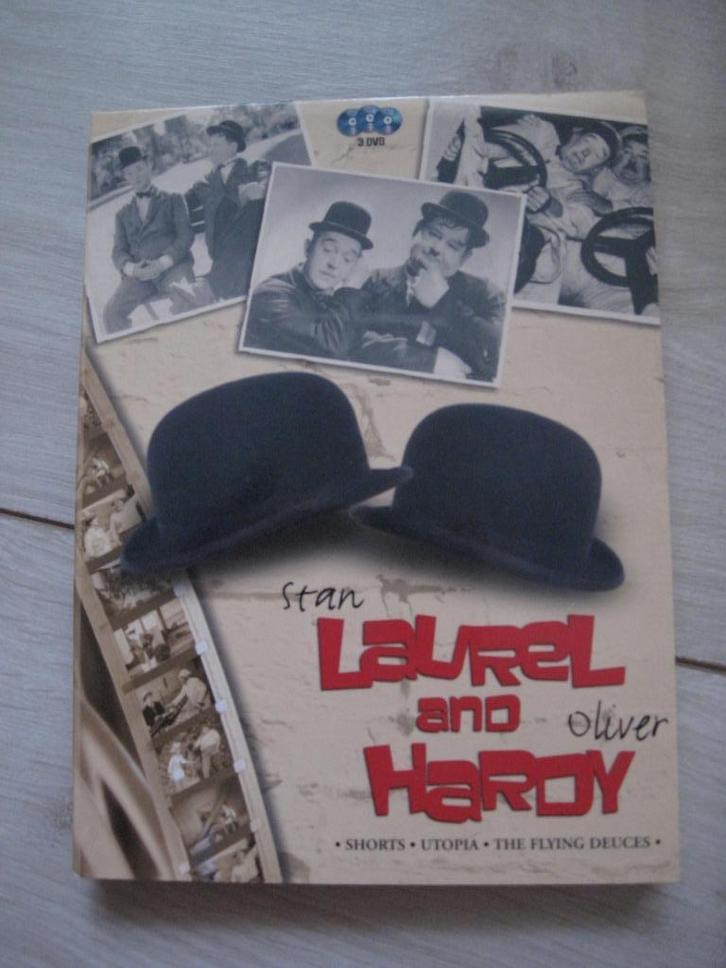 3 DVD
Stan
Laurel
and
Oliver
Hardy
• SHORTS • UTOPIA • THE FLYING DEUCES •